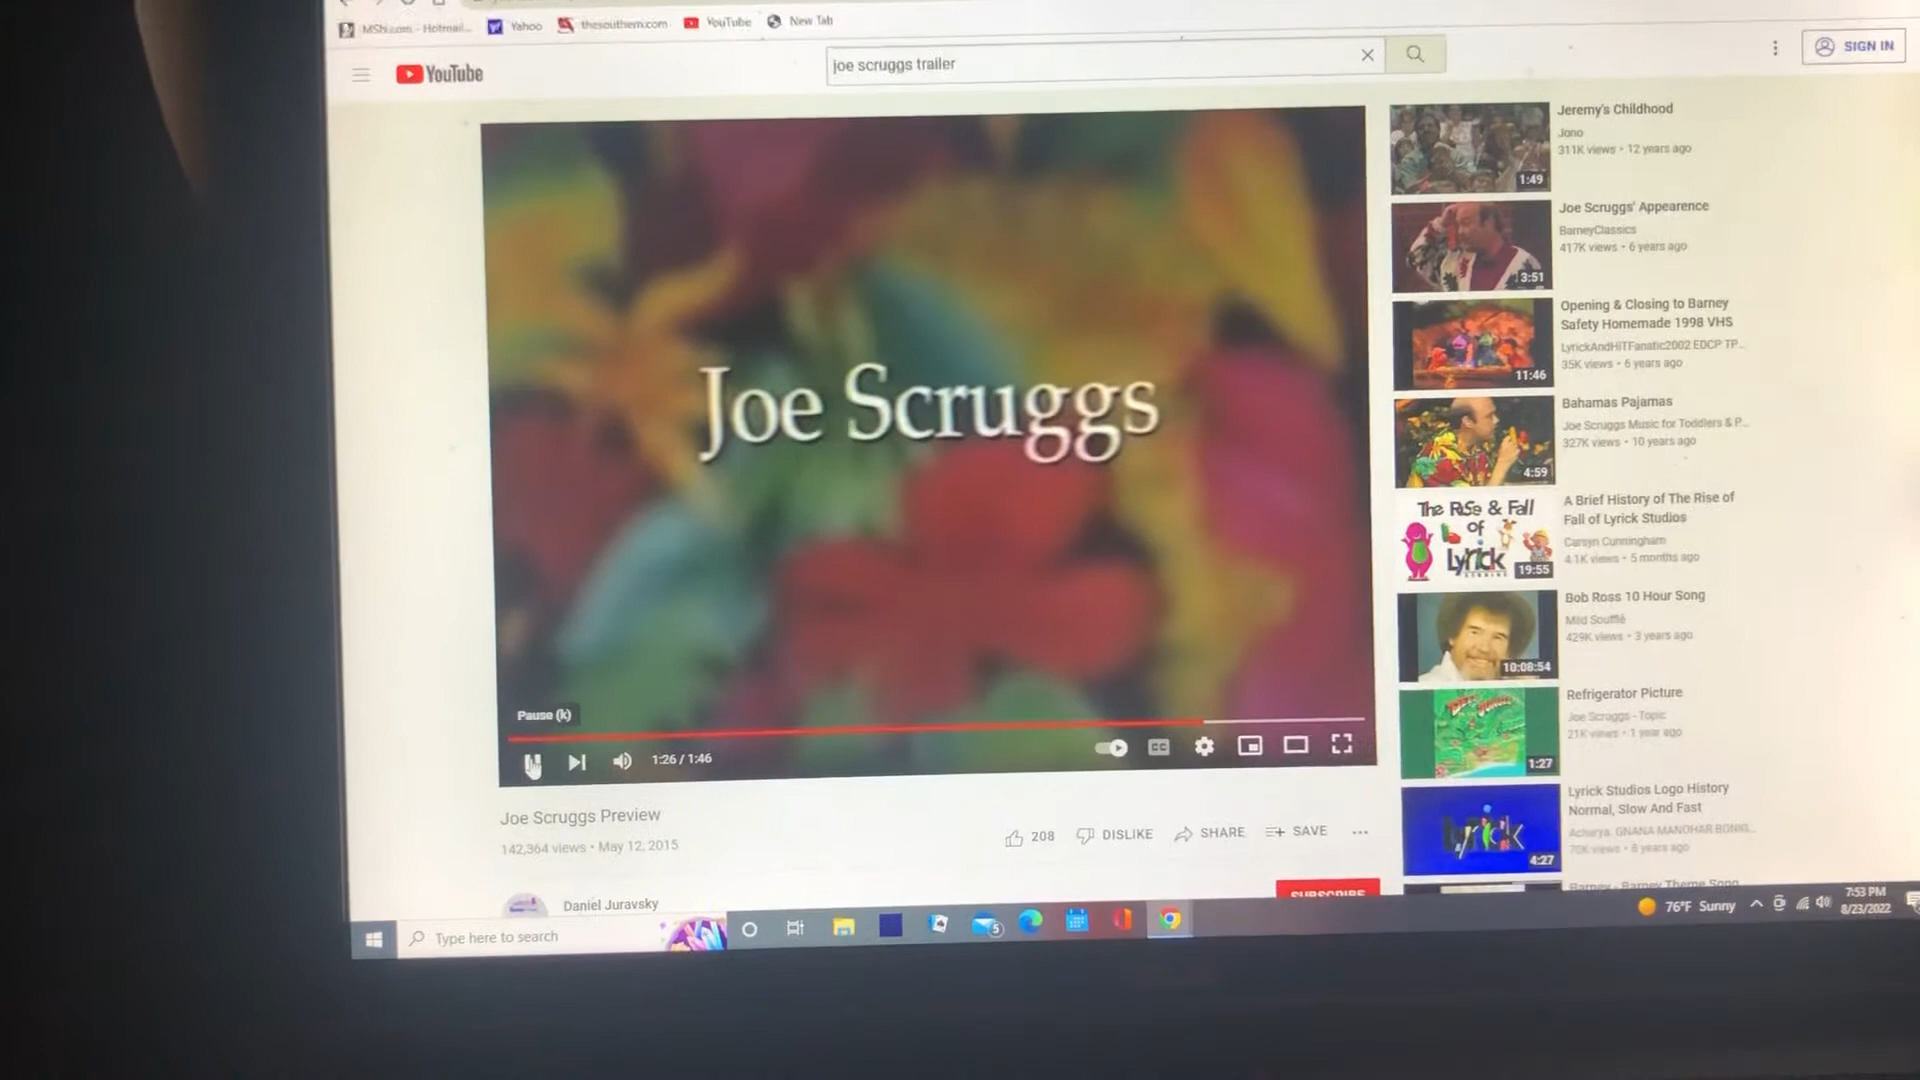 MSN.com - Hotmail...
Yahoo
thesouthern.com
YouTube
New Tab
YouTube
joe scruggs trailer
SIGN IN
Joe Scruggs
Pause (k)
1:26 / 1:46
CC
Joe Scruggs Preview
142,364 views • May 12, 2015
208
DISLIKE
SHARE
SAVE
Daniel Juravsky
SUBSCRIBE
Jeremy's Childhood
Jono
311K views • 12 years ago
1:49
Joe Scruggs' Appearence
BarneyClassics
417K views • 6 years ago
3:51
Opening & Closing to Barney
Safety Homemade 1998 VHS
LyrickAndHiTFanatic2002 EDCP TP...
35K views • 6 years ago
11:46
Bahamas Pajamas
Joe Scruggs Music for Toddlers & P...
327K views • 10 years ago
4:59
The Rise & Fall
of
Lyrick
STUDIOS
19:55
A Brief History of The Rise of
Fall of Lyrick Studios
Carsyn Cunningham
4.1K views • 5 months ago
Bob Ross 10 Hour Song
Mild Soufflé
429K views • 3 years ago
10:08:54
Refrigerator Picture
Joe Scruggs - Topic
21K views • 1 year ago
1:27
Lyrick Studios Logo History
Normal, Slow And Fast
Acharya. GNANA MANOHAR
70K views • 8 years ago
lyrick
4:27
Barney - Barney Theme Song
Type here to search
5
76°F Sunny
7:53 PM
8/23/2022